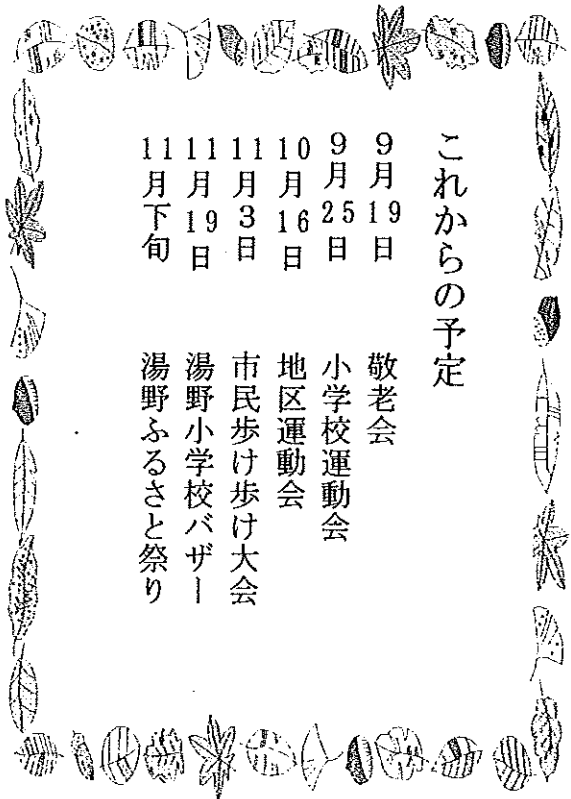 これからの予定
9月19日 敬老会
9月25日 小学校運動会
10月16日 地区運動会
11月3日 市民歩け歩け大会
11月19日 湯野小学校バザー
11月下旬 湯野ふるさと祭り